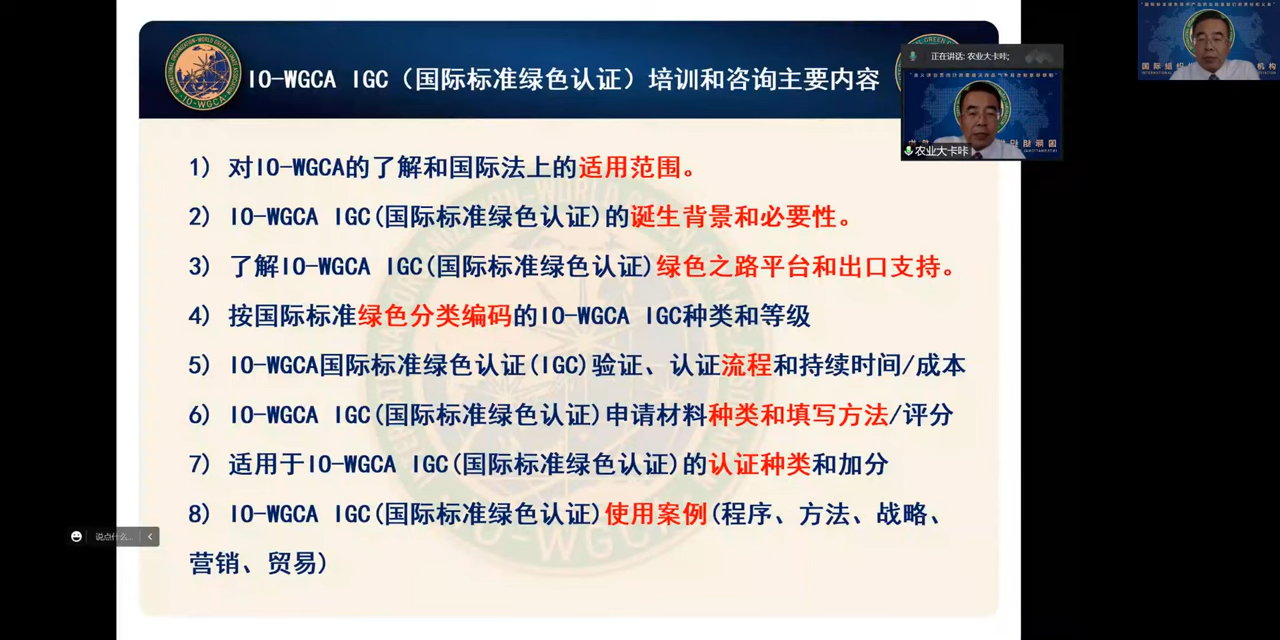 IO-WGCA IGC（国际标准绿色认证）培训和咨询主要内容
正在讲话: 农业大卡咔;
农业大卡咔
国际组织
机构
1) 对IO-WGCA的了解和国际法上的适用范围。
2) IO-WGCA IGC(国际标准绿色认证)的诞生背景和必要性。
3) 了解IO-WGCA IGC(国际标准绿色认证)绿色之路平台和出口支持。
4) 按国际标准绿色分类编码的IO-WGCA IGC种类和等级
5) IO-WGCA国际标准绿色认证(IGC)验证、认证流程和持续时间/成本
6) IO-WGCA IGC(国际标准绿色认证)申请材料种类和填写方法/评分
7) 适用于IO-WGCA IGC(国际标准绿色认证)的认证种类和加分
8) IO-WGCA IGC(国际标准绿色认证)使用案例(程序、方法、战略、
营销、贸易)
说点什么...